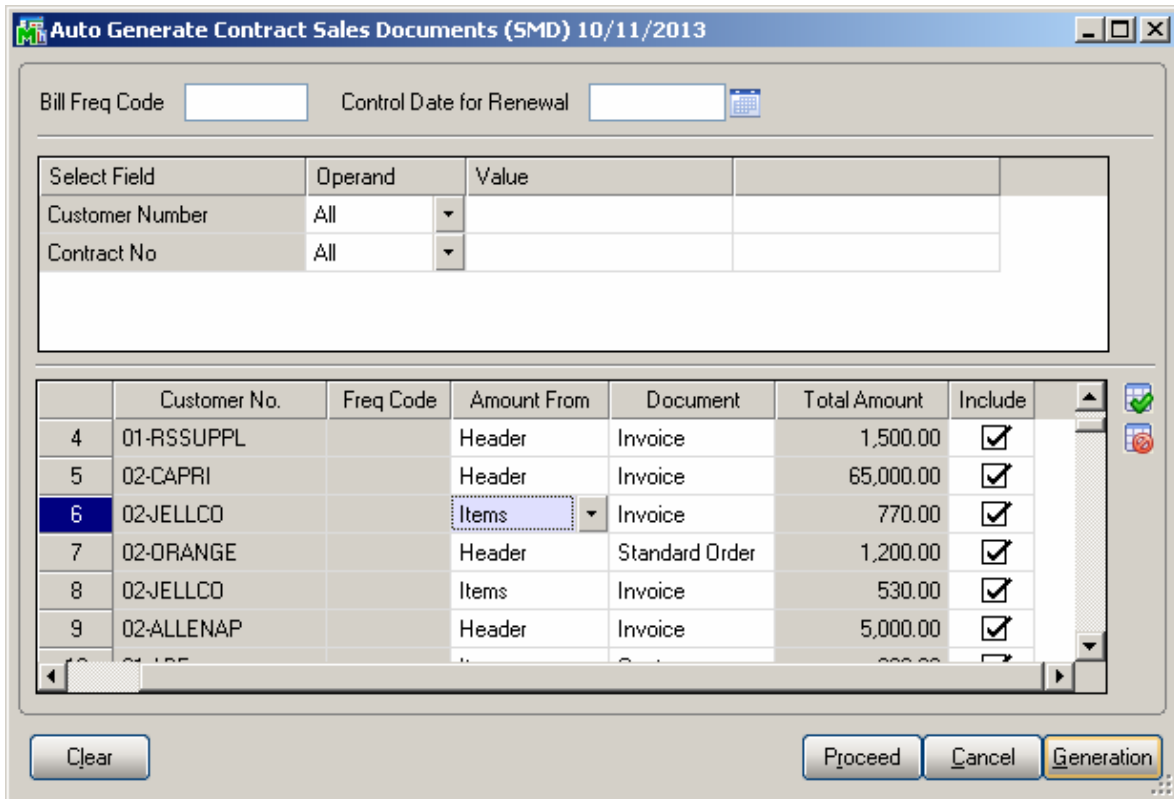 Auto Generate Contract Sales Documents (SMD) 10/11/2013
Bill Freq Code Control Date for Renewal
Select Field Operand Value
Customer Number All
Contract No All
Customer No. Freq Code Amount From Document Total Amount Include
4 01-RSSUPPL Header Invoice 1,500.00
5 02-CAPRI Header Invoice 65,000.00
6 02-JELLCO Items Invoice 770.00
7 02-ORANGE Header Standard Order 1,200.00
8 02-JELLCO Items Invoice 530.00
9 02-ALLENAP Header Invoice 5,000.00
Clear Proceed Cancel Generation